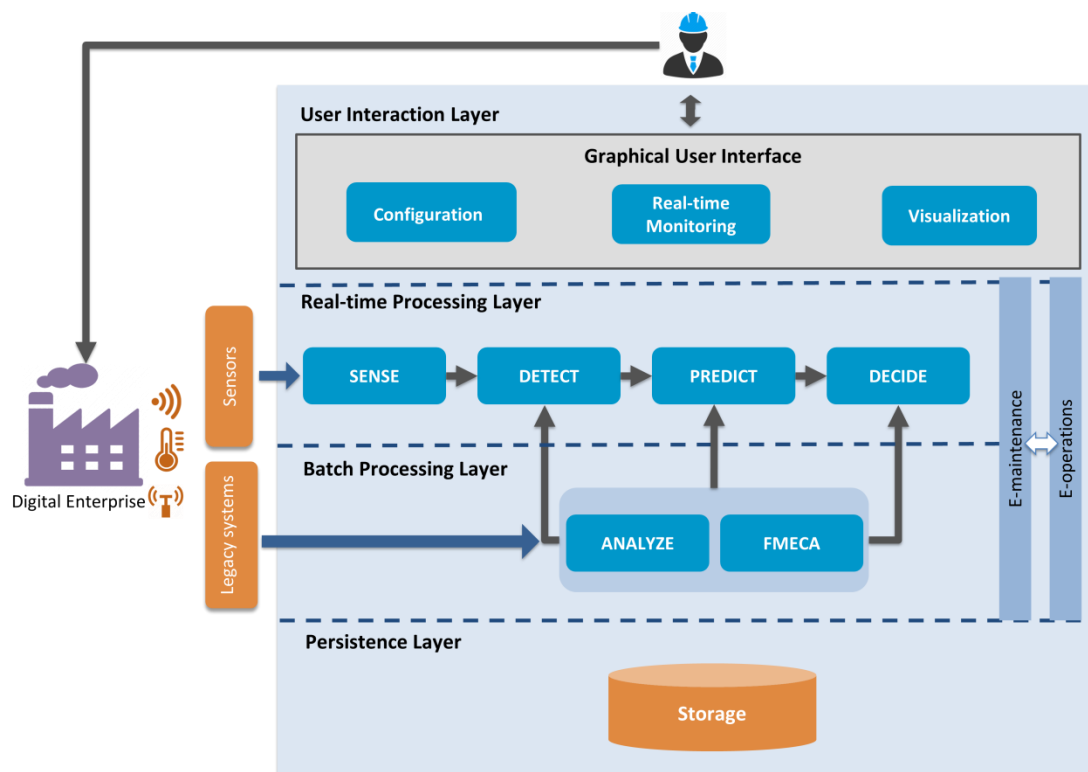 User Interaction Layer
Graphical User Interface
Configuration
Real-time
Monitoring
Visualization
Real-time Processing Layer
Sensors
SENSE
DETECT
PREDICT
DECIDE
E-maintenance
E-operations
Digital Enterprise
Batch Processing Layer
Legacy systems
ANALYZE
FMECA
Persistence Layer
Storage